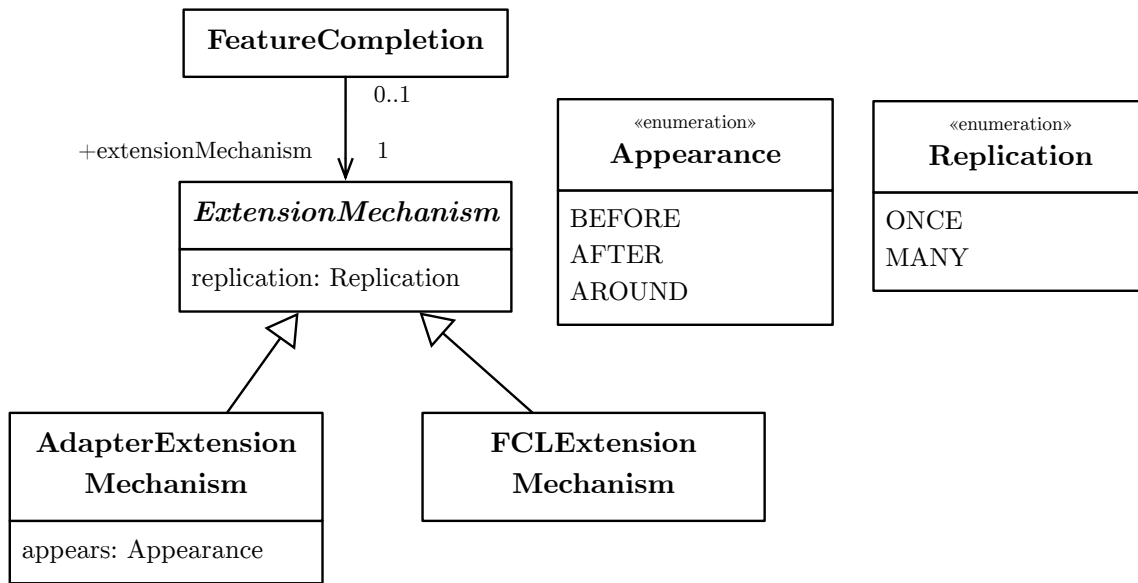 FeatureCompletion
0..1
+extensionMechanism
1
ExtensionMechanism
replication: Replication
«enumeration»
Appearance
BEFORE
AFTER
AROUND
«enumeration»
Replication
ONCE
MANY
AdapterExtension
Mechanism
appears: Appearance
FCLExtension
Mechanism